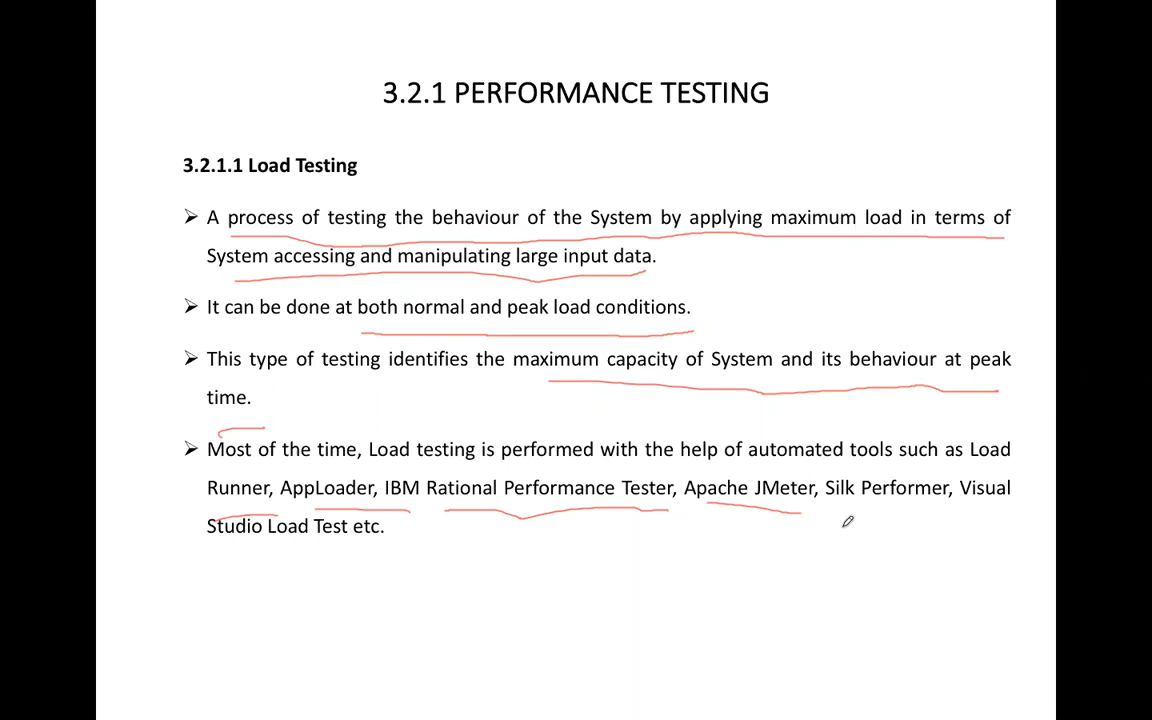 3.2.1 PERFORMANCE TESTING
3.2.1.1 Load Testing
➢ A process of testing the behaviour of the System by applying maximum load in terms of
System accessing and manipulating large input data.
➢ It can be done at both normal and peak load conditions.
➢ This type of testing identifies the maximum capacity of System and its behaviour at peak
time.
➢ Most of the time, Load testing is performed with the help of automated tools such as Load
Runner, AppLoader, IBM Rational Performance Tester, Apache JMeter, Silk Performer, Visual
Studio Load Test etc.